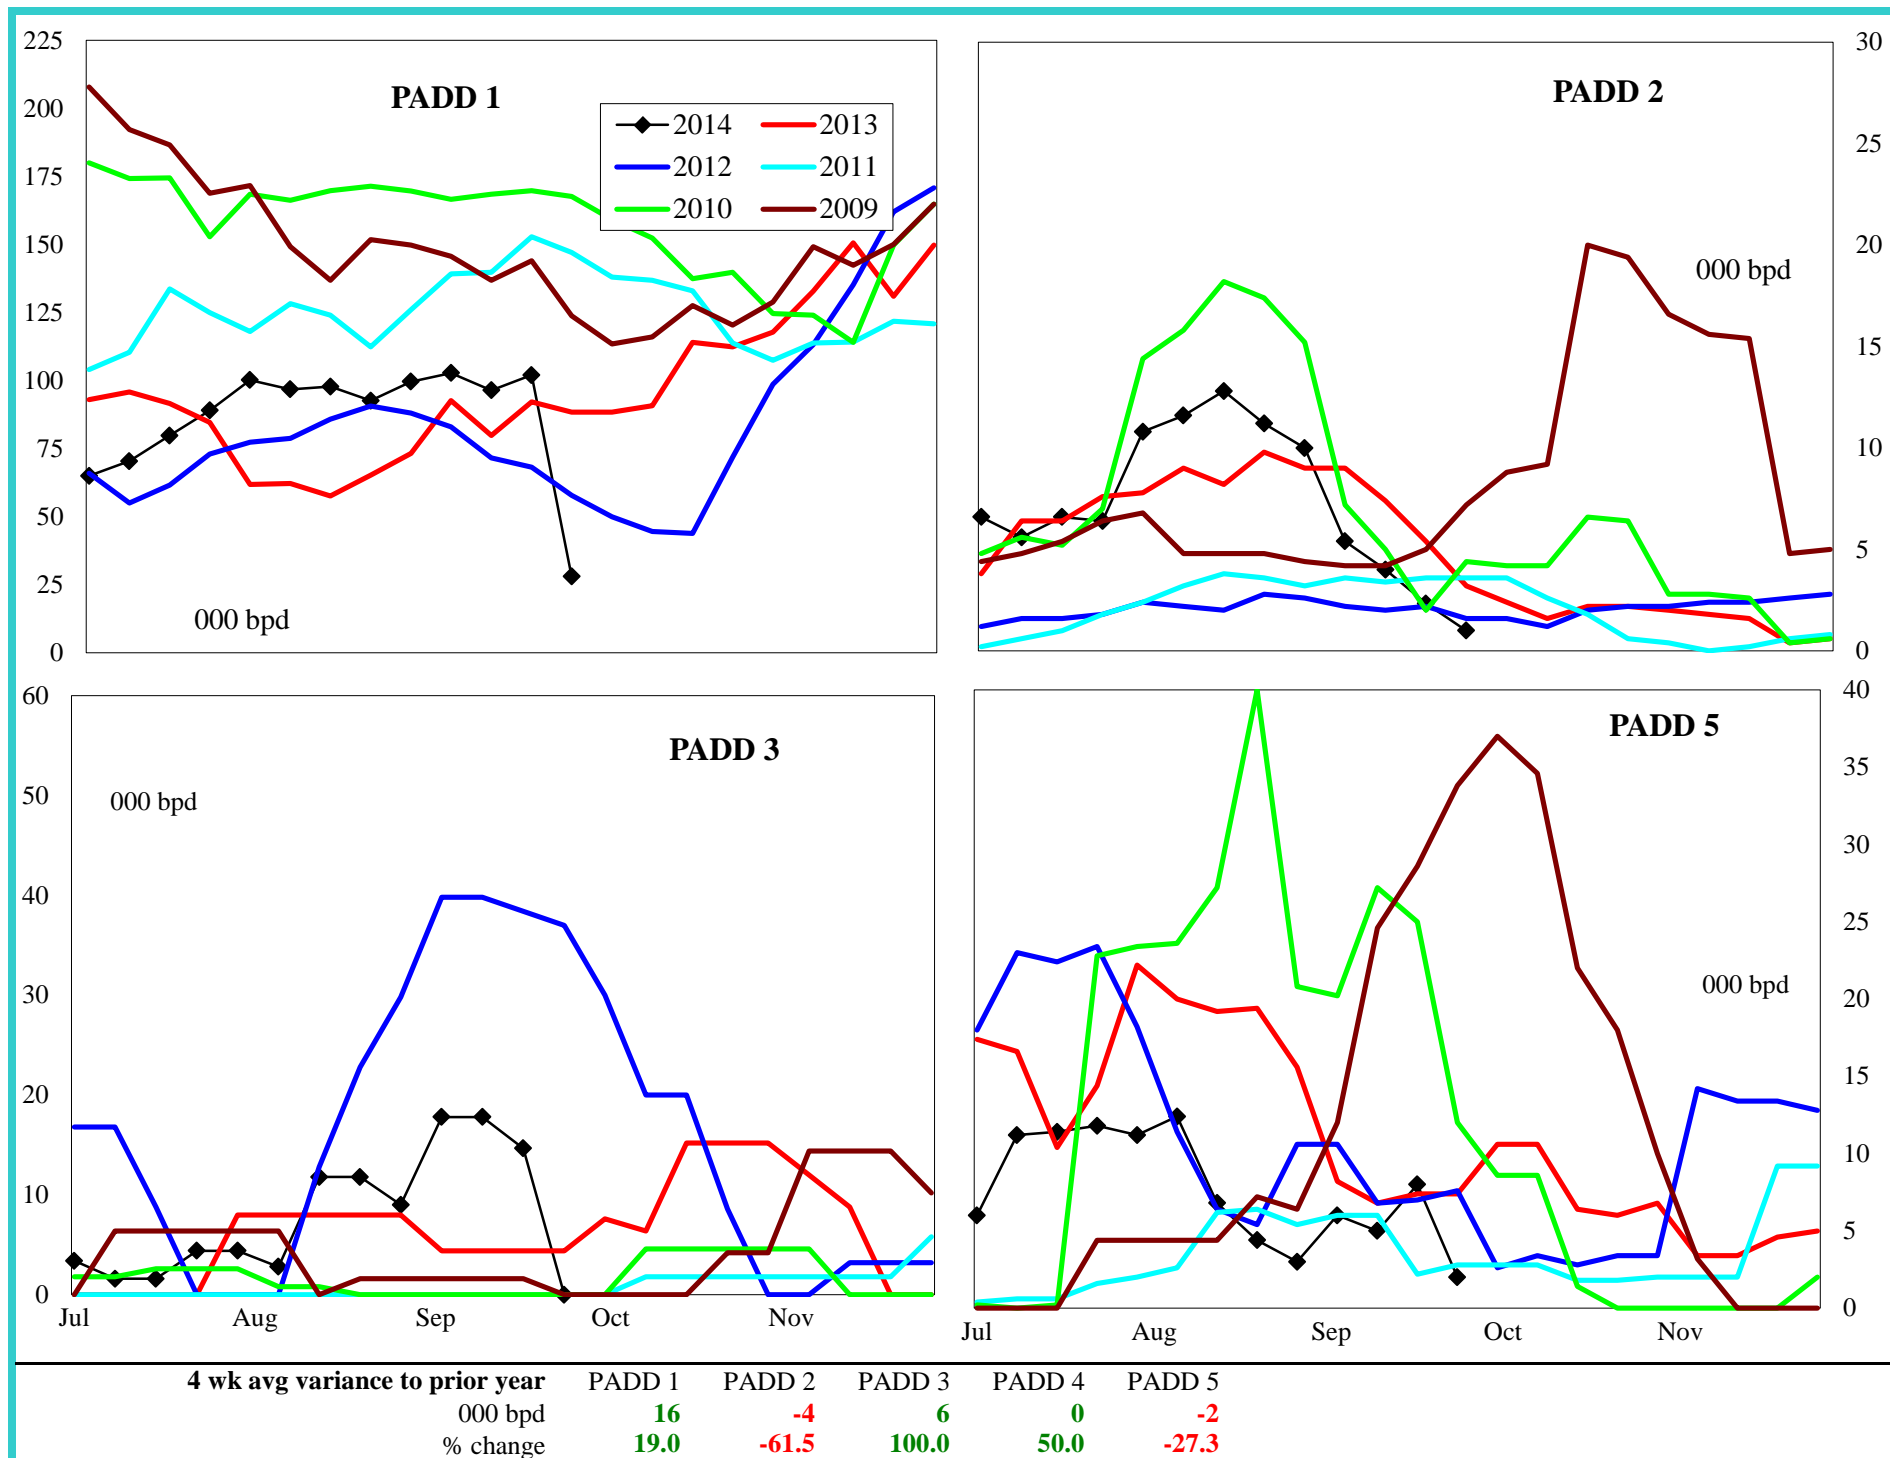 225
200
175
150
125
100
75
50
25
0
PADD 1
2014 2013
2012 2011
2010 2009
000 bpd
PADD 2
000 bpd
30
25
20
15
10
5
0
60
50
40
30
20
10
0
PADD 3
000 bpd
Jul Aug Sep Oct Nov
PADD 5
000 bpd
40
35
30
25
20
15
10
5
0
Jul Aug Sep Oct Nov
4 wk avg variance to prior year PADD 1 PADD 2 PADD 3 PADD 4 PADD 5
000 bpd 16 -4 6 0 -2
% change 19.0 -61.5 100.0 50.0 -27.3